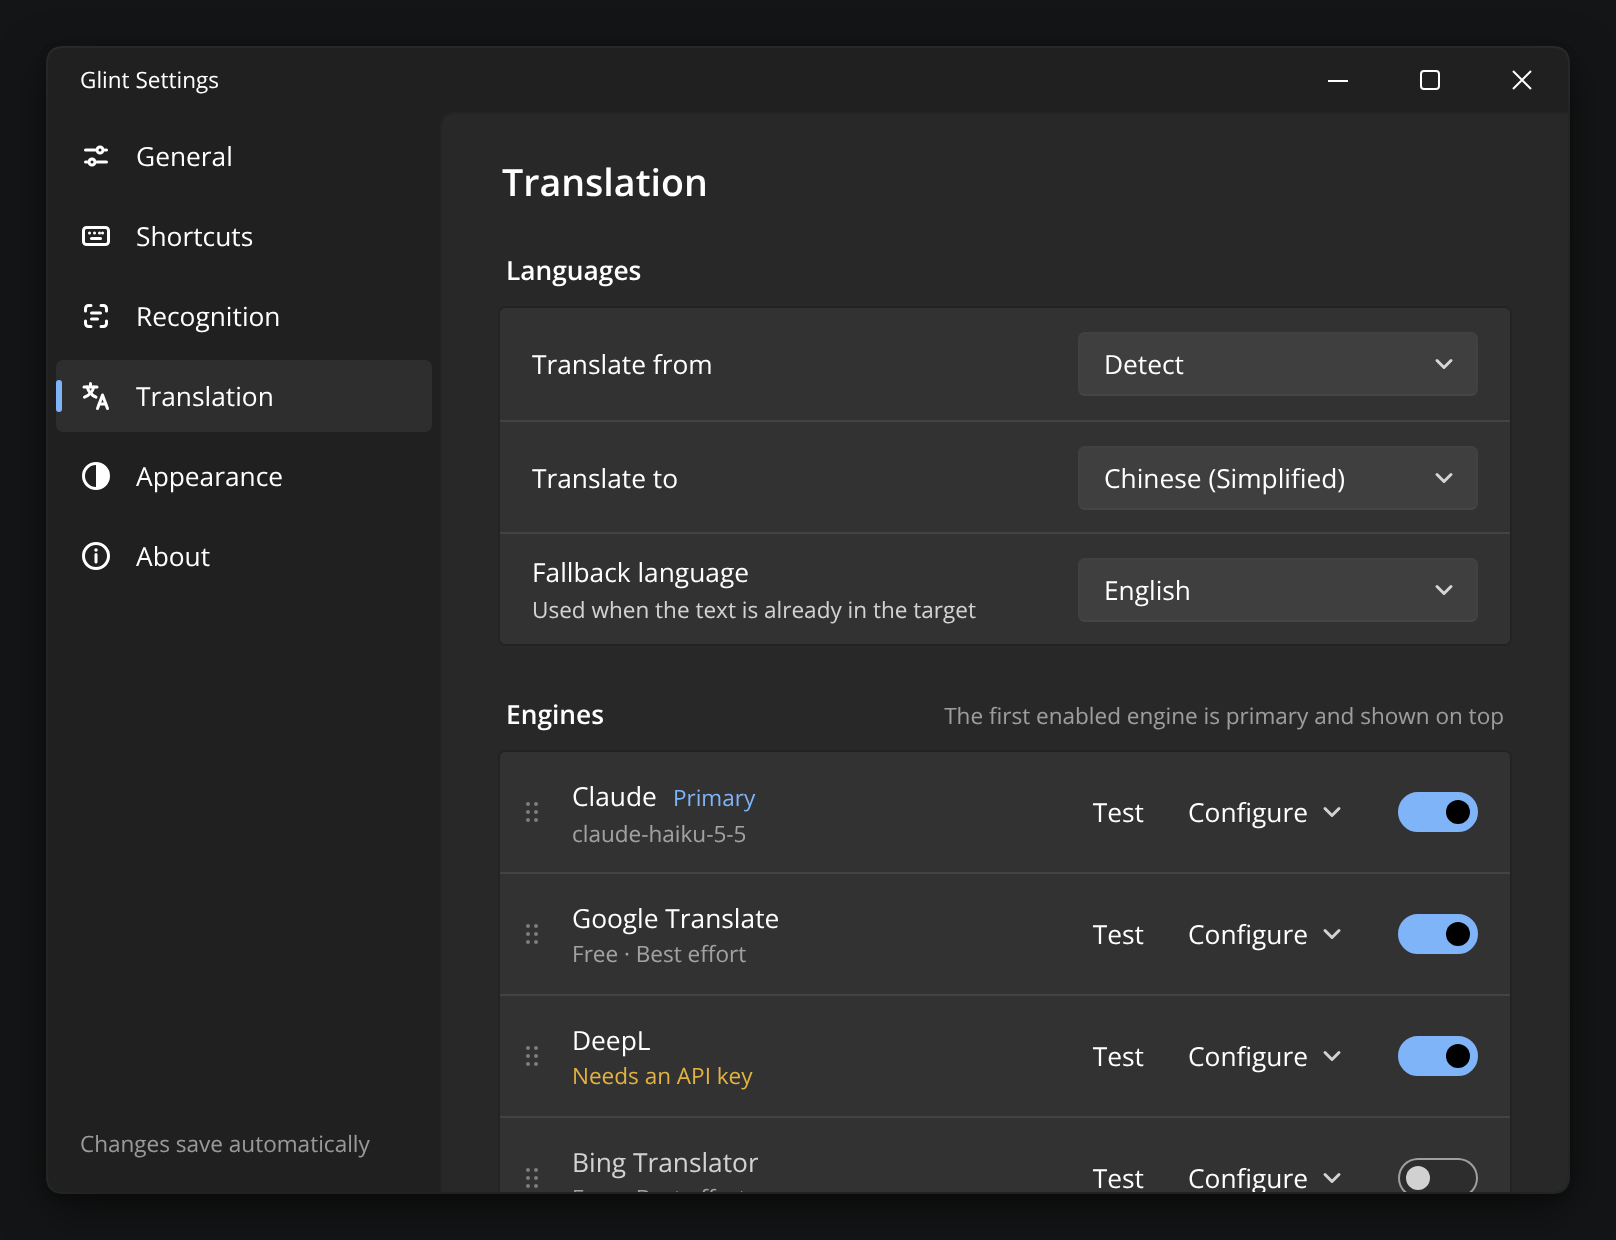 Glint Settings
General
Shortcuts
Recognition
Translation
Appearance
About
Changes save automatically
Translation
Languages
Translate from
Detect
Translate to
Chinese (Simplified)
Fallback language
Used when the text is already in the target
English
Engines
The first enabled engine is primary and shown on top
Claude Primary
claude-haiku-5-5
Test Configure
Google Translate
Free · Best effort
Test Configure
DeepL
Needs an API key
Test Configure
Bing Translator
Test Configure